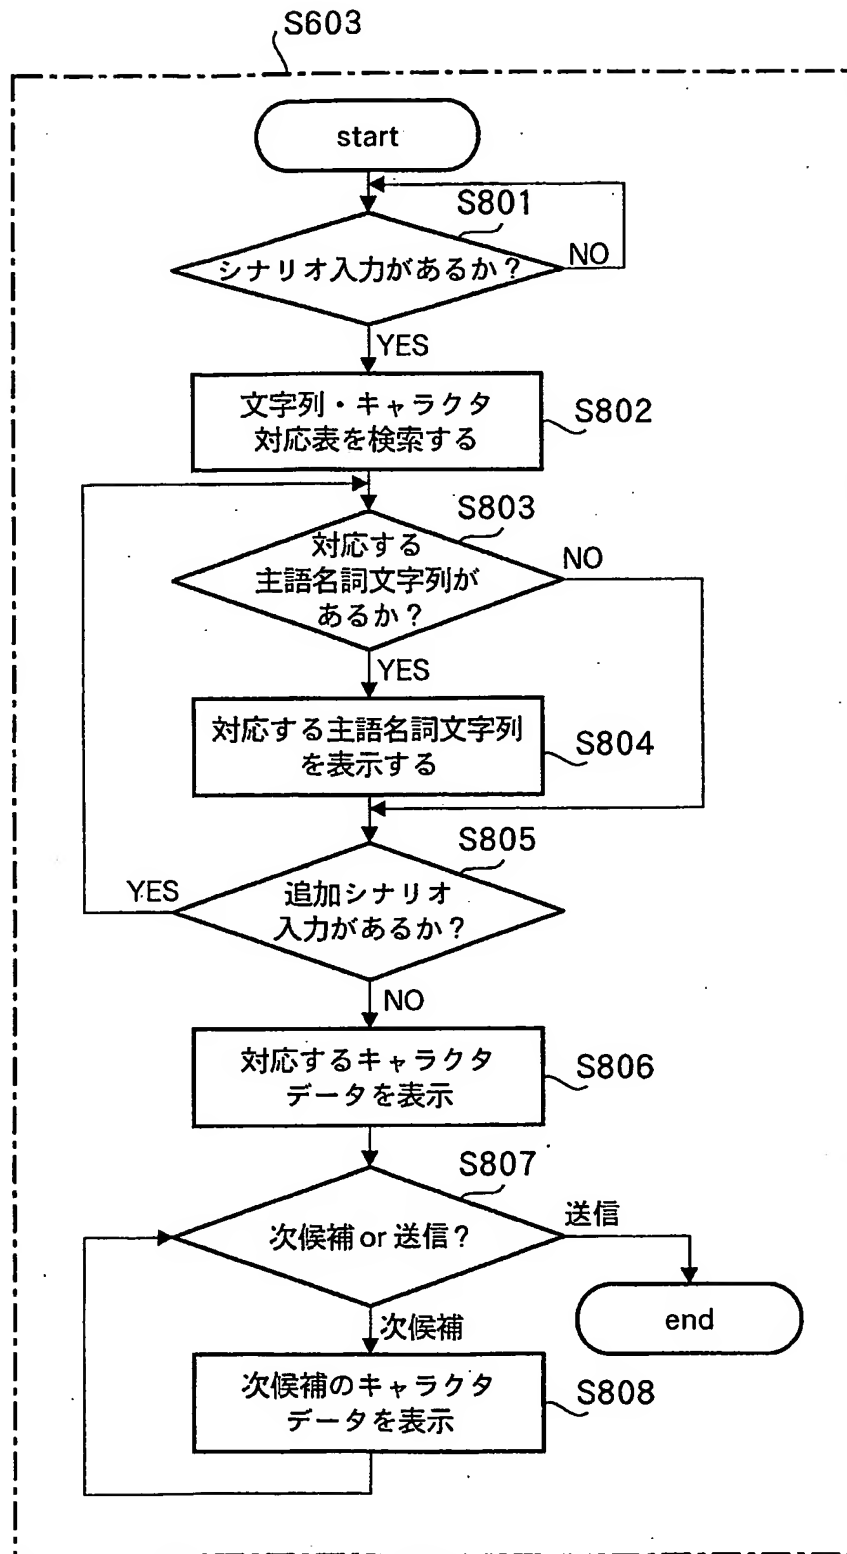 S603
start
S801
シナリオ入力があるか？
NO
YES
文字列・キャラクタ
対応表を検索する
S802
S803
対応する
主語名詞文字列が
あるか？
NO
YES
対応する主語名詞文字列
を表示する
S804
S805
YES
追加シナリオ
入力があるか？
NO
対応するキャラクタ
データを表示
S806
S807
次候補or 送信？
送信
end
次候補
次候補のキャラクタ
データを表示
S808